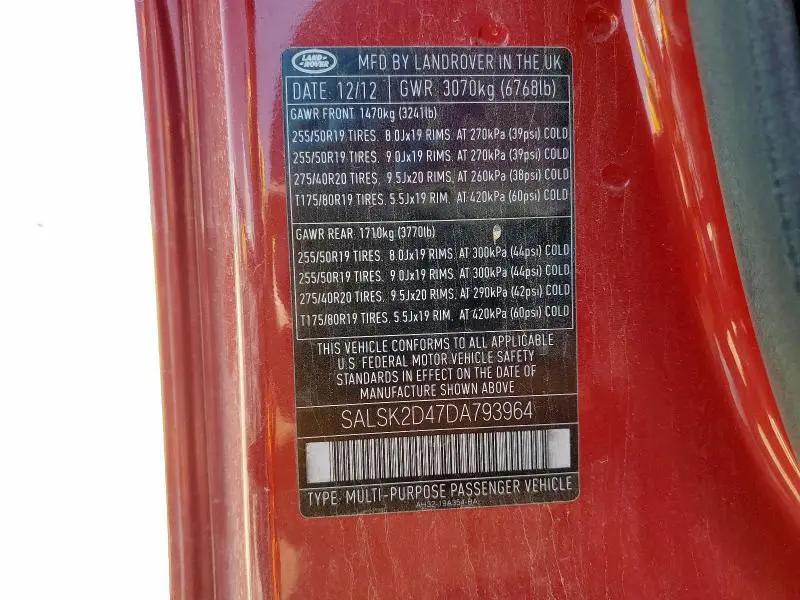 LAND ROVER
MFD BY LANDROVER IN THE UK
DATE: 12/12 GWR: 3070kg (6768lb)
GAWR FRONT: 1470kg (3241lb)
255/50R19 TIRES, 8.0Jx19 RIMS, AT 270kPa (39psi) COLD
255/50R19 TIRES, 9.0Jx19 RIMS, AT 270kPa (39psi) COLD
275/40R20 TIRES, 9.5Jx20 RIMS, AT 260kPa (38psi) COLD
T175/80R19 TIRES, 5.5Jx19 RIM, AT 420kPa (60psi) COLD
GAWR REAR: 1710kg (3770lb)
255/50R19 TIRES, 8.0Jx19 RIMS, AT 300kPa (44psi) COLD
255/50R19 TIRES, 9.0Jx19 RIMS, AT 300kPa (44psi) COLD
275/40R20 TIRES, 9.5Jx20 RIMS, AT 290kPa (42psi) COLD
T175/80R19 TIRES, 5.5Jx19 RIM, AT 420kPa (60psi) COLD
THIS VEHICLE CONFORMS TO ALL APPLICABLE
U.S. FEDERAL MOTOR VEHICLE SAFETY
STANDARDS IN EFFECT ON THE DATE OF
MANUFACTURE SHOWN ABOVE
SALSK2D47DA793964
TYPE: MULTI-PURPOSE PASSENGER VEHICLE
AH32-19A354-BA